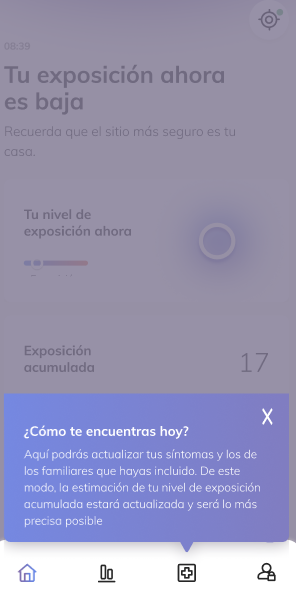 09:39
Tu exposición ahora
es baja
Recuerda que el sitio más seguro es tu
casa.
Tu nivel de
exposición ahora
Exposición
acumulada
17
X
¿Cómo te encuentras hoy?
Aquí podrás actualizar tus síntomas y los de
los familiares que hayas incluido. De este
modo, la estimación de tu nivel de exposición
acumulada estará actualizada y será lo más
precisa posible